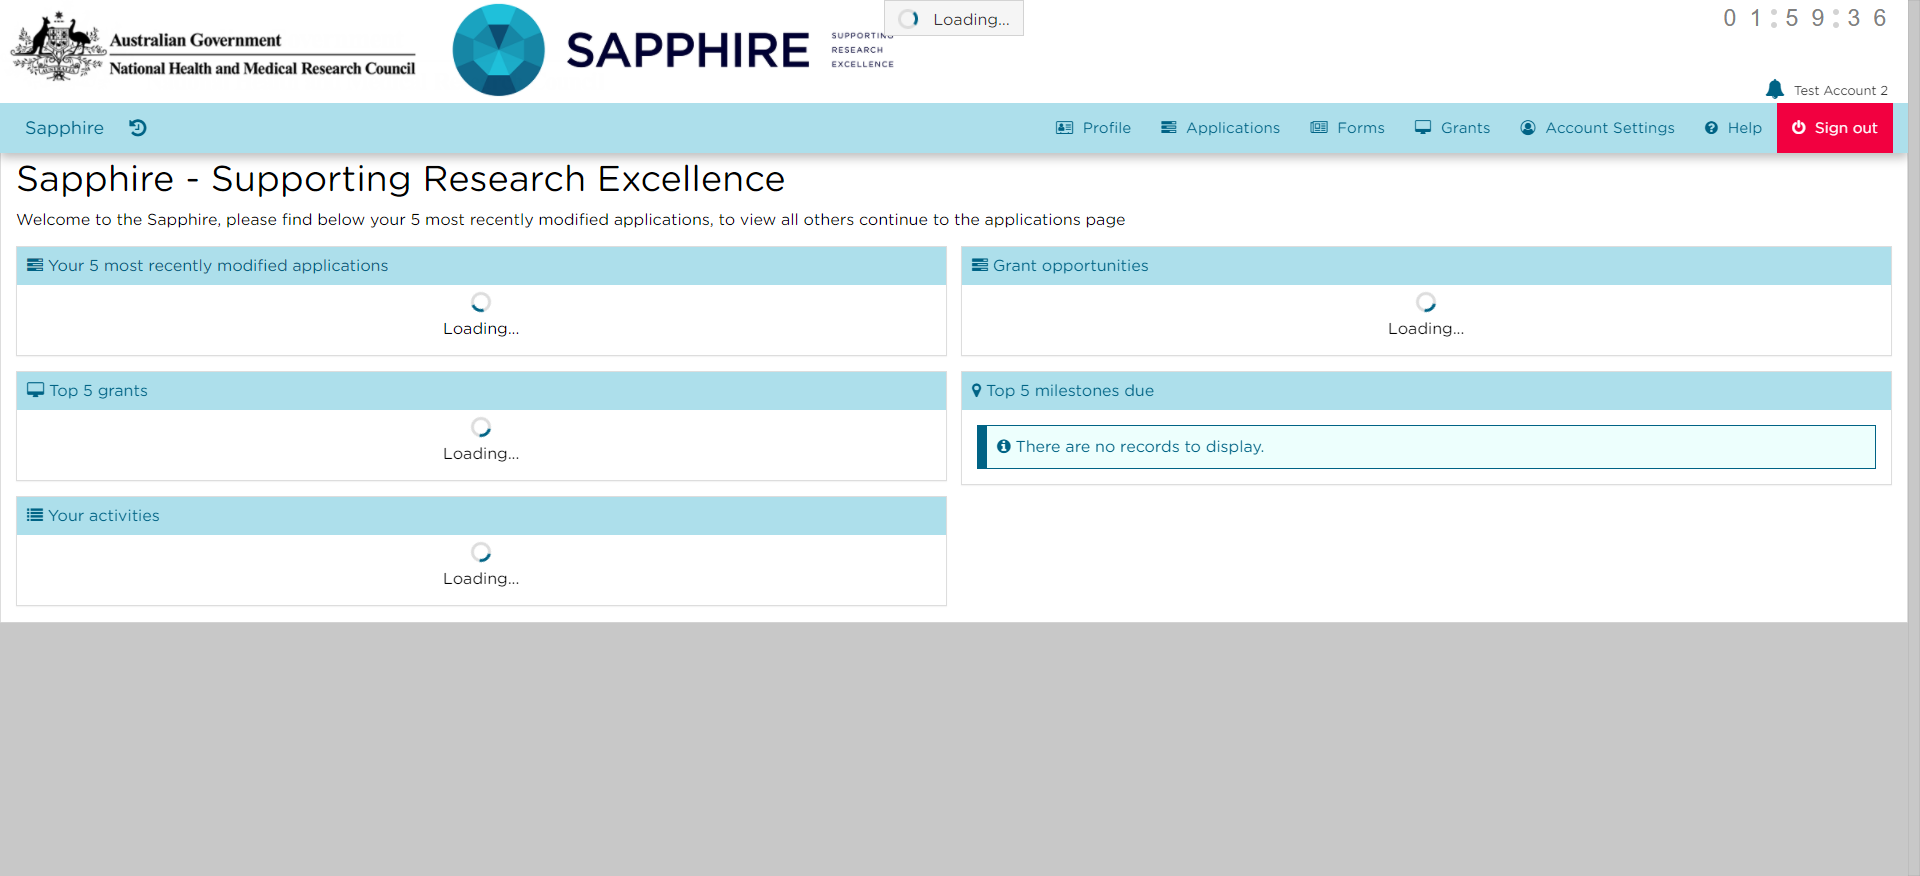 Australian Government
National Health and Medical Research Council
SAPPHIRE
SUPPORTING
RESEARCH
EXCELLENCE
Loading...
01:59:36
Test Account 2
Sapphire
Profile
Applications
Forms
Grants
Account Settings
Help
Sign out
Sapphire - Supporting Research Excellence
Welcome to the Sapphire, please find below your 5 most recently modified applications, to view all others continue to the applications page
Your 5 most recently modified applications
Loading...
Grant opportunities
Loading...
Top 5 grants
Loading...
Top 5 milestones due
There are no records to display.
Your activities
Loading...